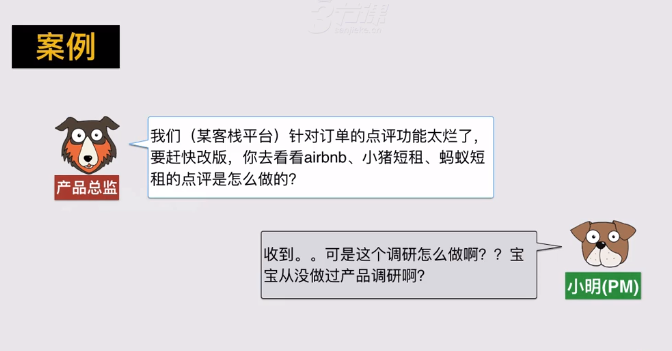 3节课
案例
我们（某客栈平台）针对订单的点评功能太烂了，
要赶快改版，你去看看airbnb、小猪短租、蚂蚁短
租的点评是怎么做的？
产品总监
收到。。可是这个调研怎么做啊？？宝
宝从没做过产品调研啊？
小明(PM)